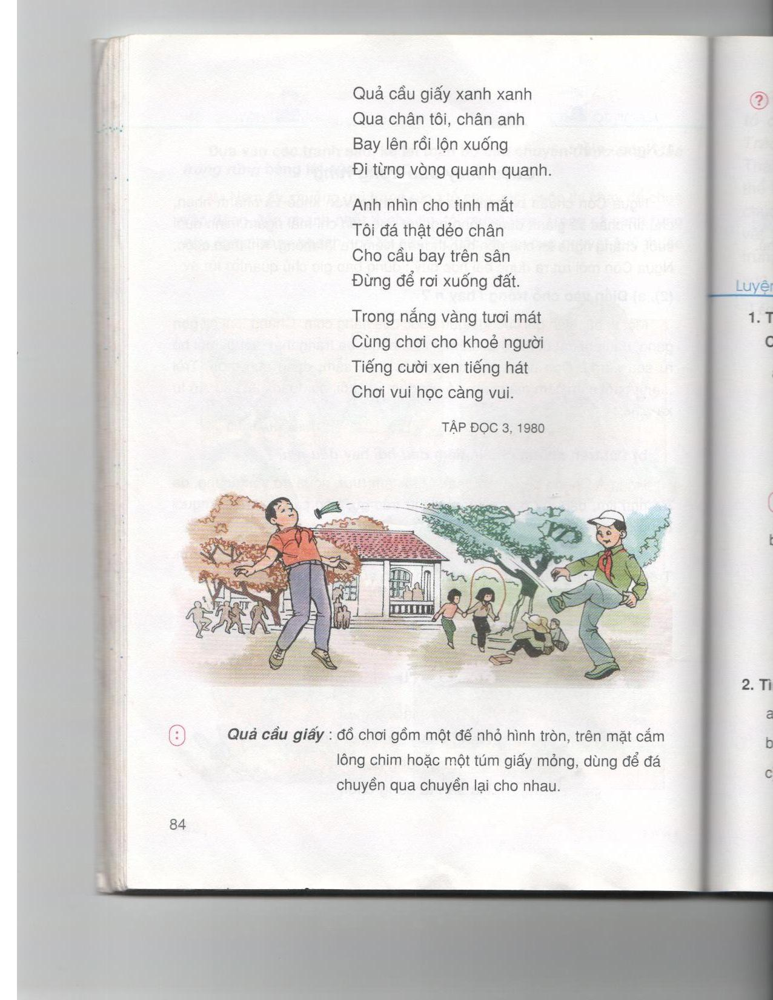 Quả cầu giấy xanh xanh
Qua chân tôi, chân anh
Bay lên rồi lộn xuống
Đi từng vòng quanh quanh.
Anh nhìn cho tinh mắt
Tôi đá thật dẻo chân
Cho cầu bay trên sân
Đừng để rơi xuống đất.
Trong nắng vàng tươi mát
Cùng chơi cho khoẻ người
Tiếng cười xen tiếng hát
Chơi vui học càng vui.
TẬP ĐỌC 3, 1980
Quả cầu giấy : đồ chơi gồm một đế nhỏ hình tròn, trên mặt cắm
lông chim hoặc một túm giấy mỏng, dùng để đá
chuyền qua chuyền lại cho nhau.
84
?
1.
2.